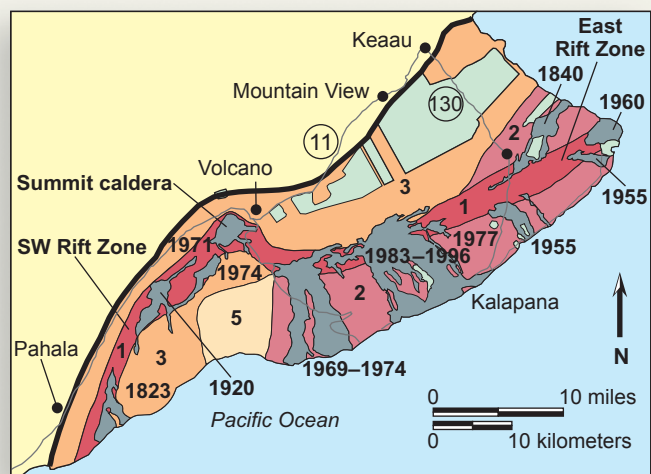 Keaau
East
Rift Zone
1840
Mountain View
130
1960
11
2
Volcano
Summit caldera
3
1955
1
SW Rift Zone
1971
1977
1955
1974
1983–1996
5
2
Kalapana
N
Pahala
1
3
1969–1974
10 miles
1823
1920
0
Pacific Ocean
0
10 kilometers